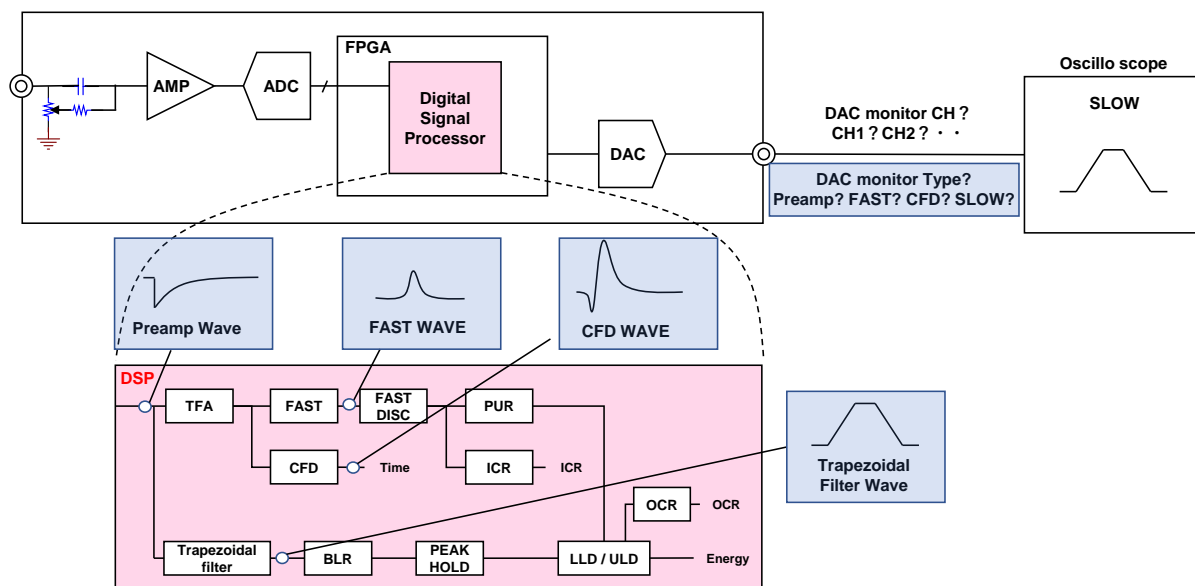 FPGA
AMP
ADC
Digital
Signal
Processor
DAC
DAC monitor CH？
CH1？CH2？・・
DAC monitor Type?
Preamp? FAST? CFD? SLOW?
Oscillo scope
SLOW
Preamp Wave
FAST WAVE
CFD WAVE
DSP
TFA
FAST
FAST
DISC
PUR
CFD
Time
ICR
ICR
Trapezoidal
Filter Wave
OCR
OCR
Trapezoidal
filter
BLR
PEAK
HOLD
LLD / ULD
Energy